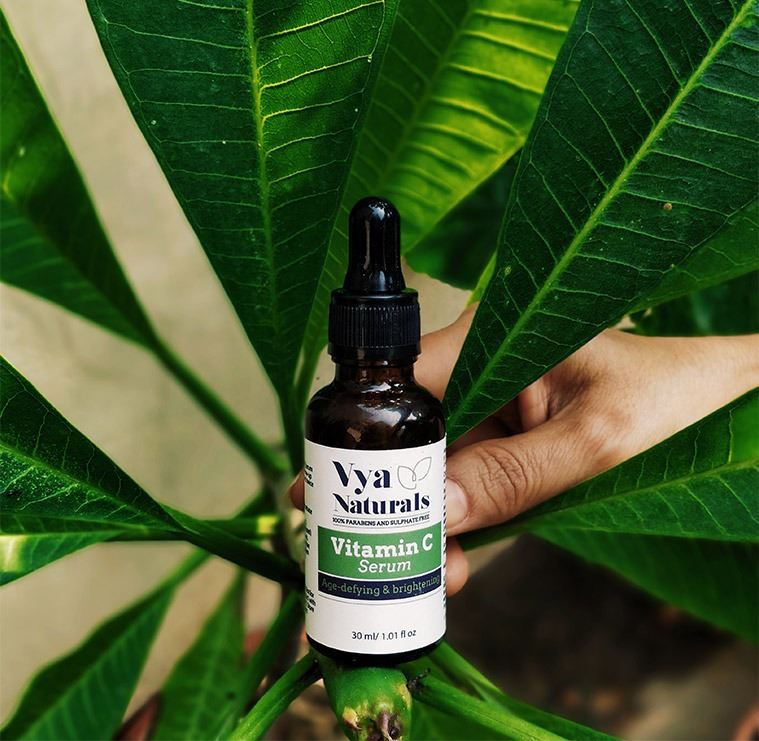 Vya
Naturals
100% PARABENS AND SULPHATE FREE
Vitamin C
Serum
Age-defying & brightening
30 ml/ 1.01 fl oz